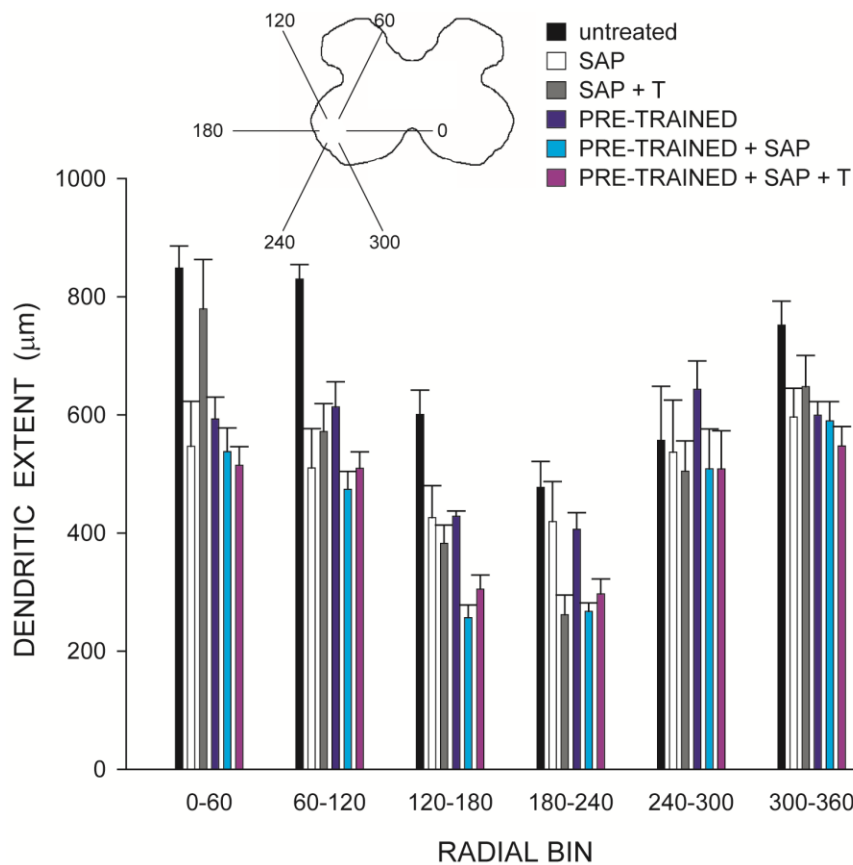 120
60
180
0
240
300
untreated
SAP
SAP + T
PRE-TRAINED
PRE-TRAINED + SAP
PRE-TRAINED + SAP + T
DENDRITIC EXTENT (μm)
1000
800
600
400
200
0
0-60
60-120
120-180
180-240
240-300
300-360
RADIAL BIN